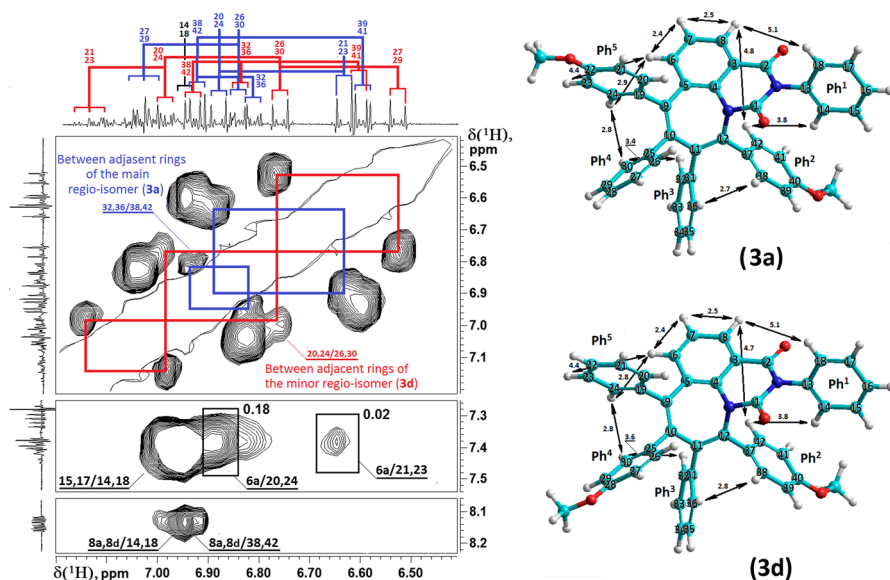 14
18
38
42
20
24
26
30
39
41
27
29
20
24
32
36
21
23
27
29
21
23
38
42
32
36
39
41
δ(¹H),
ppm
6.5
6.6
6.7
6.8
6.9
7.0
7.1
Between adjasent rings
of the main
regio-isomer (3a)
32,36/38,42
20,24/26,30
Between adjacent rings of
the minor regio-isomer (3d)
7.3
7.4
7.5
0.18
0.02
15,17/14,18
6a/20,24
6a/21,23
8.1
8.2
8a,8d/14,18
8a,8d/38,42
δ(¹H), ppm
7.00
6.90
6.80
6.70
6.60
6.50
Ph⁵
Ph¹
Ph⁴
Ph²
Ph³
2.5
5.1
2.4
4.8
4.4
2.9
2.8
3.8
3.4
2.7
(3a)
Ph⁵
Ph¹
Ph⁴
Ph²
Ph³
2.5
5.1
2.4
4.7
4.4
2.8
2.8
3.8
3.6
2.8
(3d)